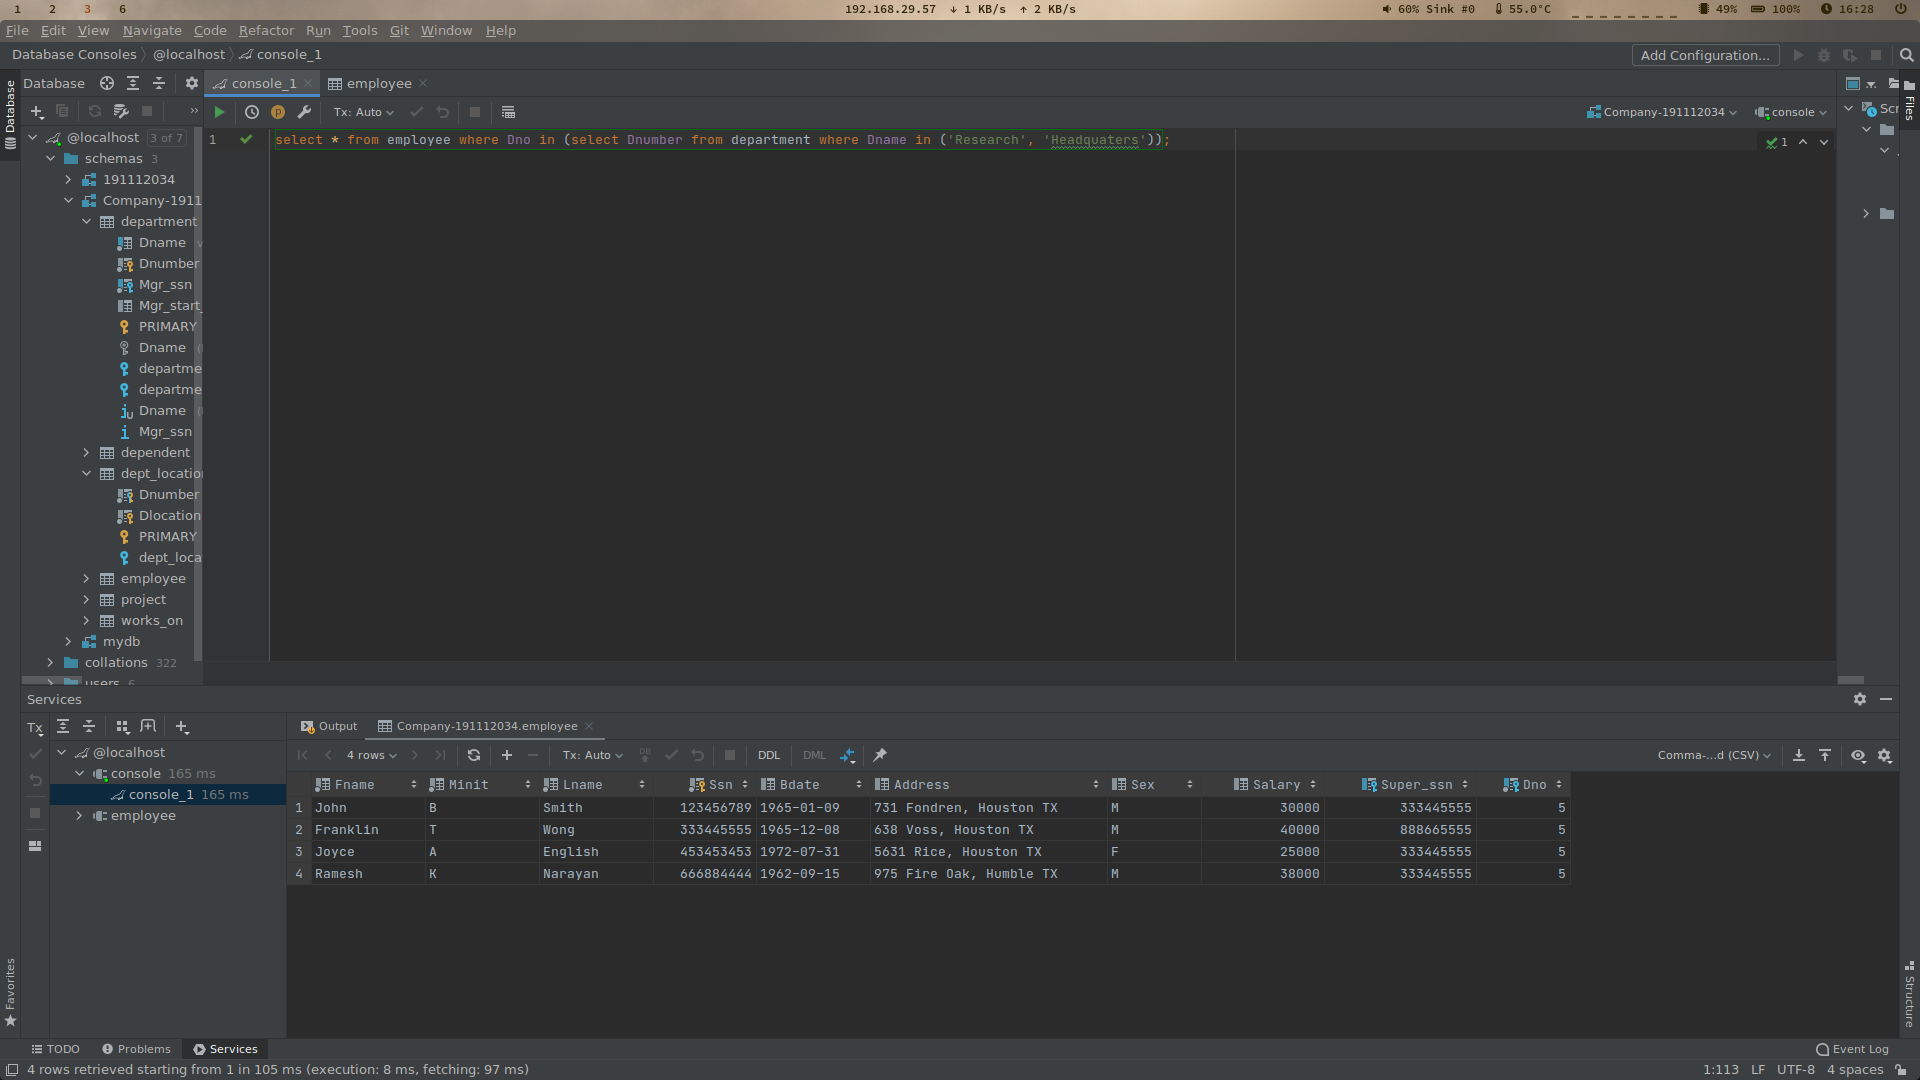 1 2 3 6 192.168.29.57 ↓ 1 KB/s ↑ 2 KB/s 60% Sink #0 55.0°C 49% 100% 16:28
File Edit View Navigate Code Refactor Run Tools Git Window Help
Database Consoles @localhost console_1 Add Configuration...
Database console_1 employee
Tx: Auto Company-191112034 console
1 select * from employee where Dno in (select Dnumber from department where Dname in ('Research', 'Headquaters')); 1
@localhost 3 of 7
schemas 3
191112034
Company-1911
department
Dname
Dnumber
Mgr_ssn
Mgr_start_
PRIMARY
Dname
departme
departme
Dname
Mgr_ssn
dependent
dept_locatio
Dnumber
Dlocation
PRIMARY
dept_loca
employee
project
works_on
mydb
collations 322
users 6
Database
Favorites
Files
Scr
Structure
Services
Tx
@localhost
console 165 ms
console_1 165 ms
employee
Output Company-191112034.employee
4 rows Tx: Auto DB DDL DML Comma-...d (CSV)
Fname Minit Lname Ssn Bdate Address Sex Salary Super_ssn Dno
1 John B Smith 123456789 1965-01-09 731 Fondren, Houston TX M 30000 333445555 5
2 Franklin T Wong 333445555 1965-12-08 638 Voss, Houston TX M 40000 888665555 5
3 Joyce A English 453453453 1972-07-31 5631 Rice, Houston TX F 25000 333445555 5
4 Ramesh K Narayan 666884444 1962-09-15 975 Fire Oak, Humble TX M 38000 333445555 5
TODO Problems Services Event Log
4 rows retrieved starting from 1 in 105 ms (execution: 8 ms, fetching: 97 ms) 1:113 LF UTF-8 4 spaces